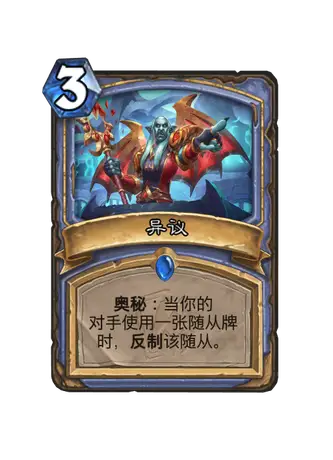 3
异议
奥秘：当你的
对手使用一张随从牌
时，反制该随从。